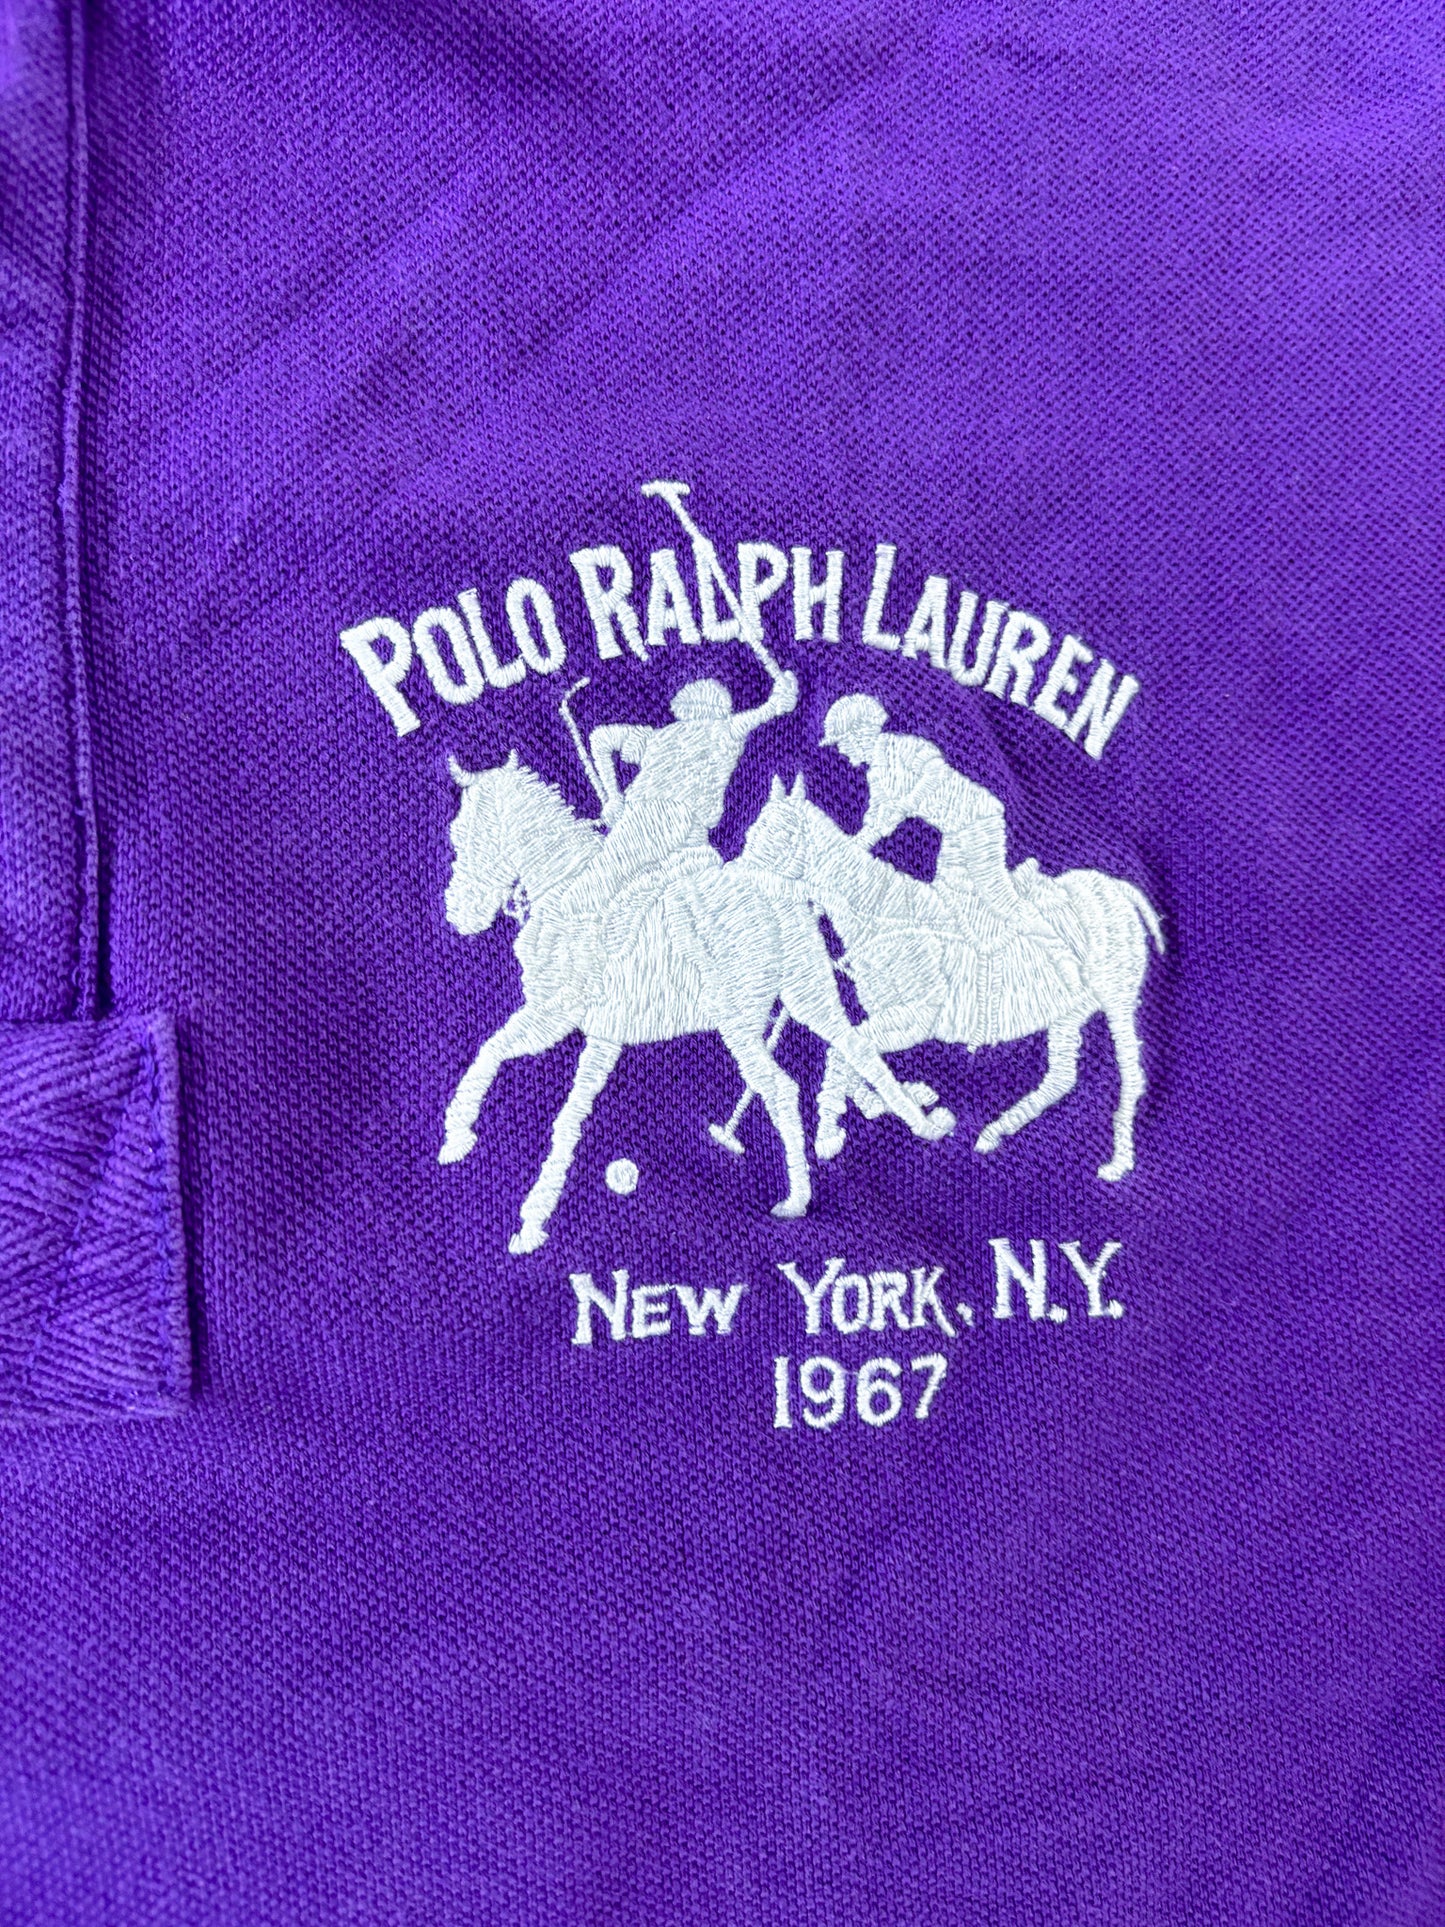 POLO RALPH LAUREN
NEW YORK, N.Y.
1967